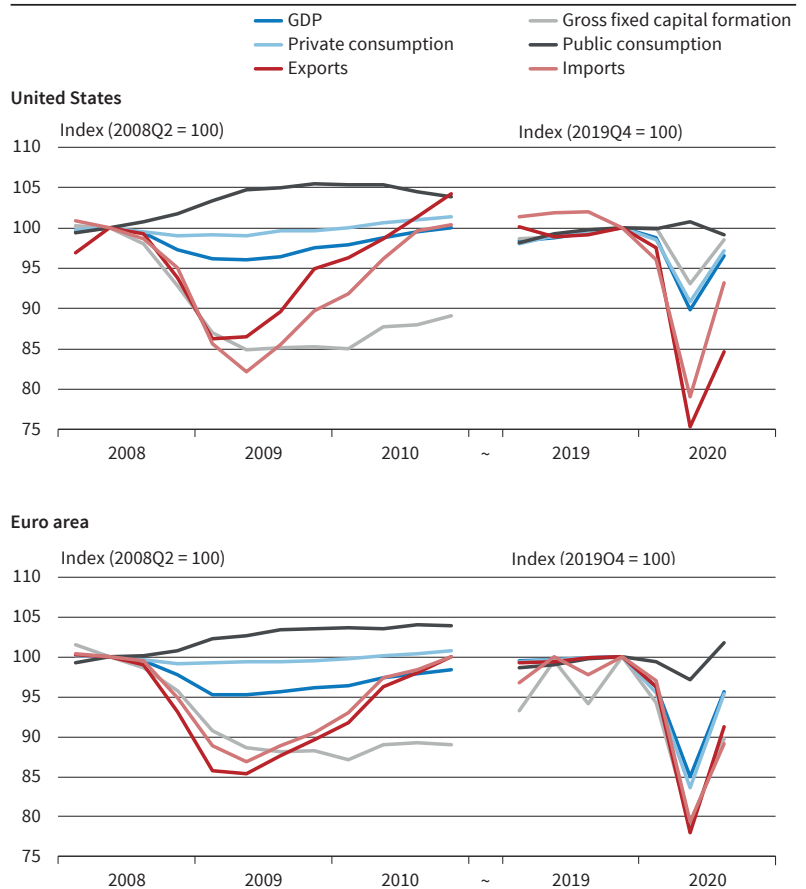 GDP Gross fixed capital formation
Private consumption Public consumption
Exports Imports
United States
Index (2008Q2 = 100) Index (2019Q4 = 100)
110
105
100
95
90
85
80
75
2008 2009 2010 ~ 2019 2020
Euro area
Index (2008Q2 = 100) Index (2019Q4 = 100)
110
105
100
95
90
85
80
75
2008 2009 2010 ~ 2019 2020